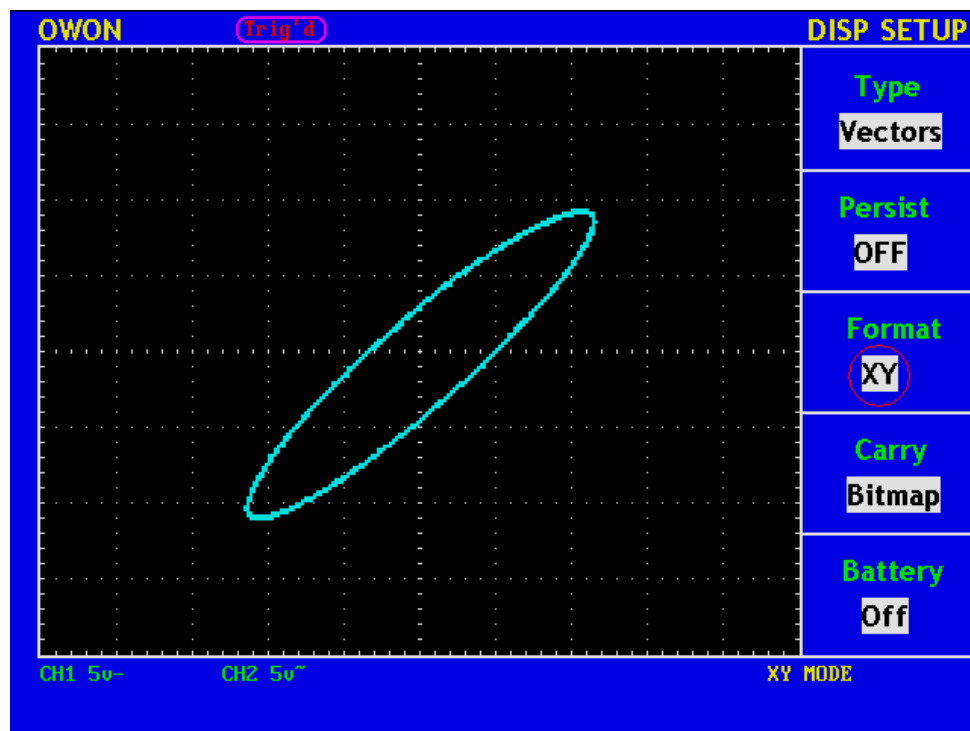 OWON Trig'd DISP SETUP
Type
Vectors
Persist
OFF
Format
XY
Carry
Bitmap
Battery
Off
CH1 5v- CH2 5v~ XY MODE